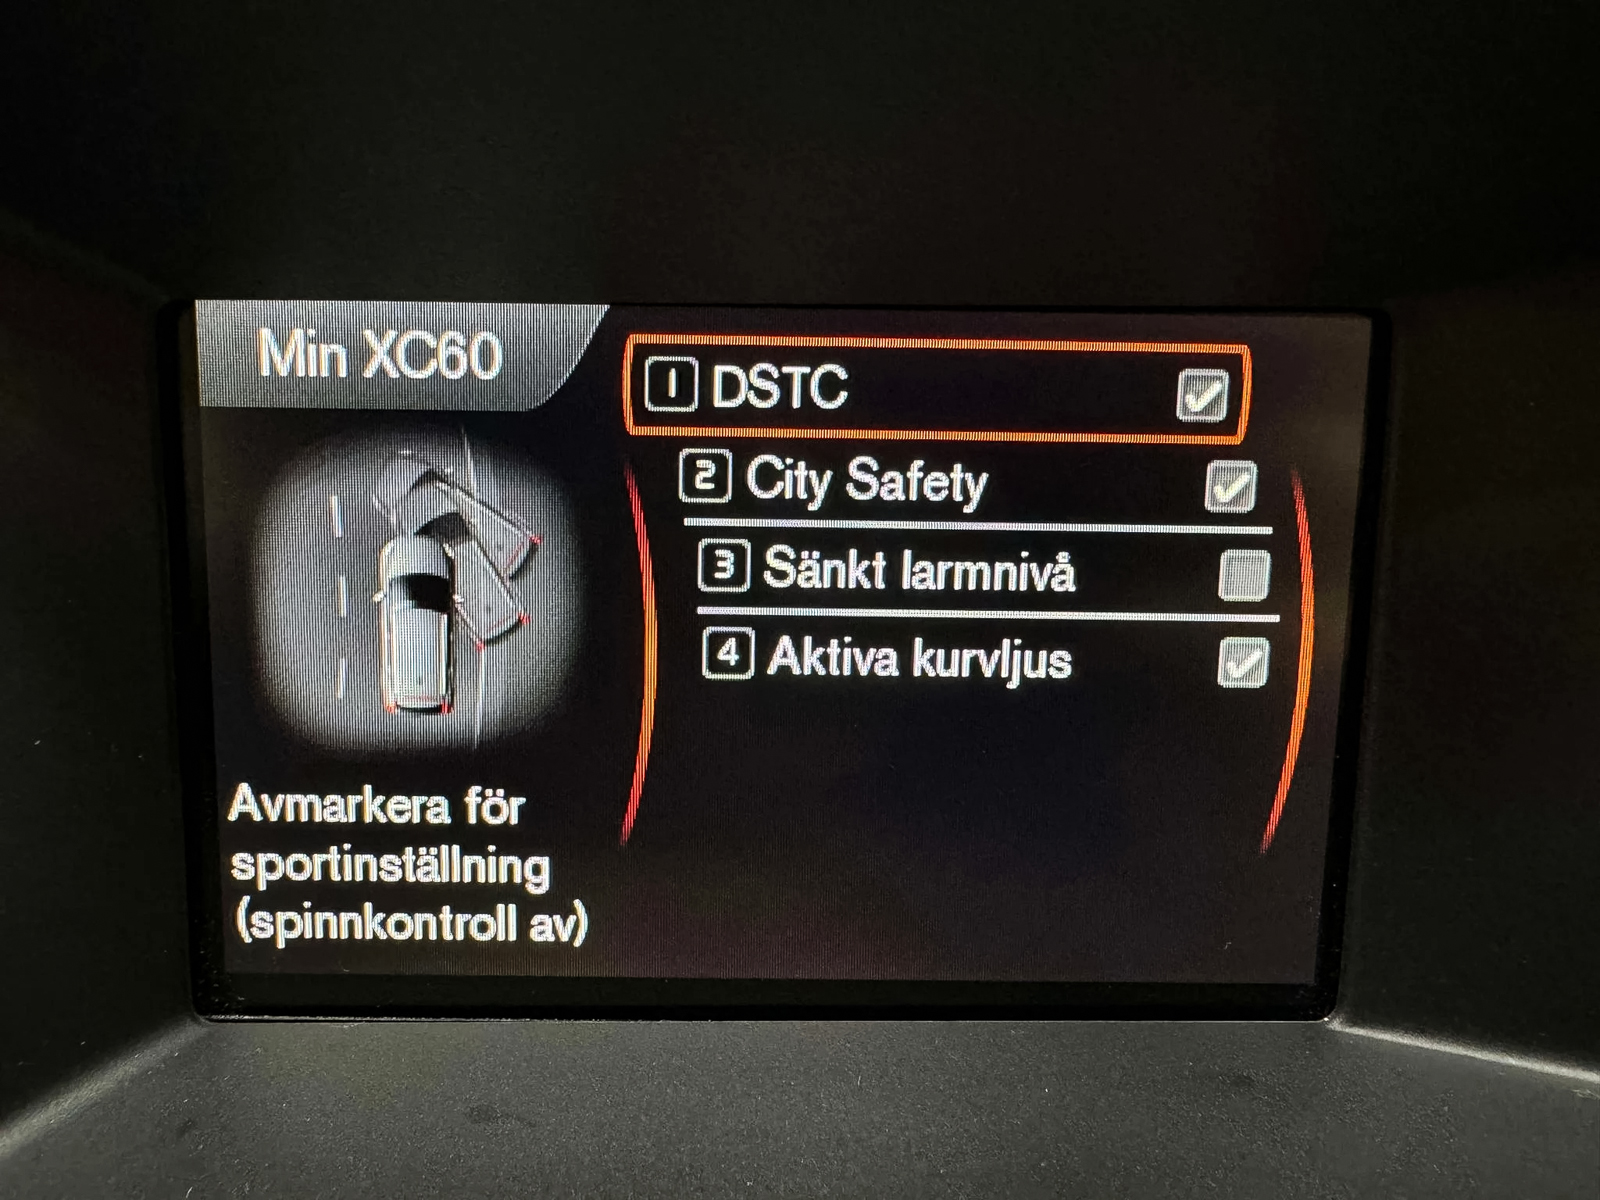 Min XC60
1 DSTC
2 City Safety
3 Sänkt larmnivå
4 Aktiva kurvljus
Avmarkera för
sportinställning
(spinnkontroll av)